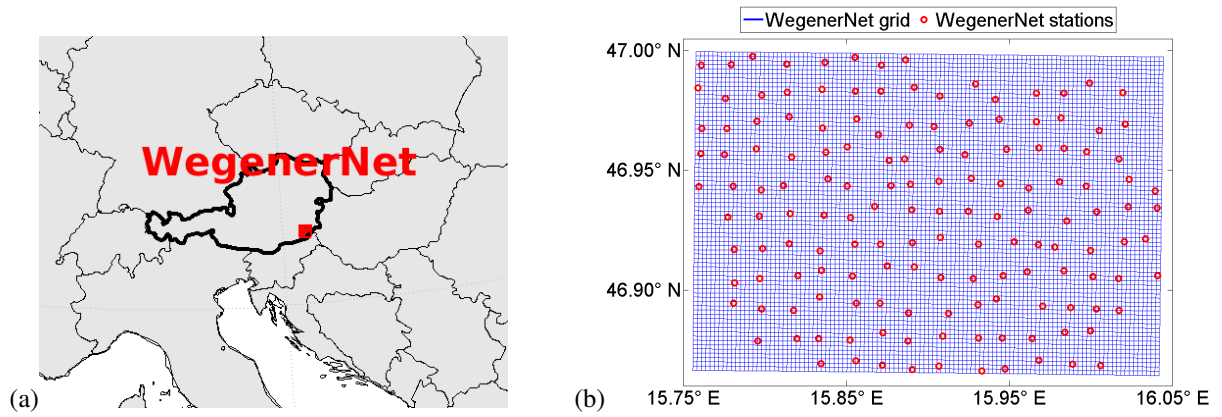 WegenerNet
(a)
WegenerNet grid WegenerNet stations
47.00° N
46.95° N
46.90° N
15.75° E 15.85° E 15.95° E 16.05° E
(b)